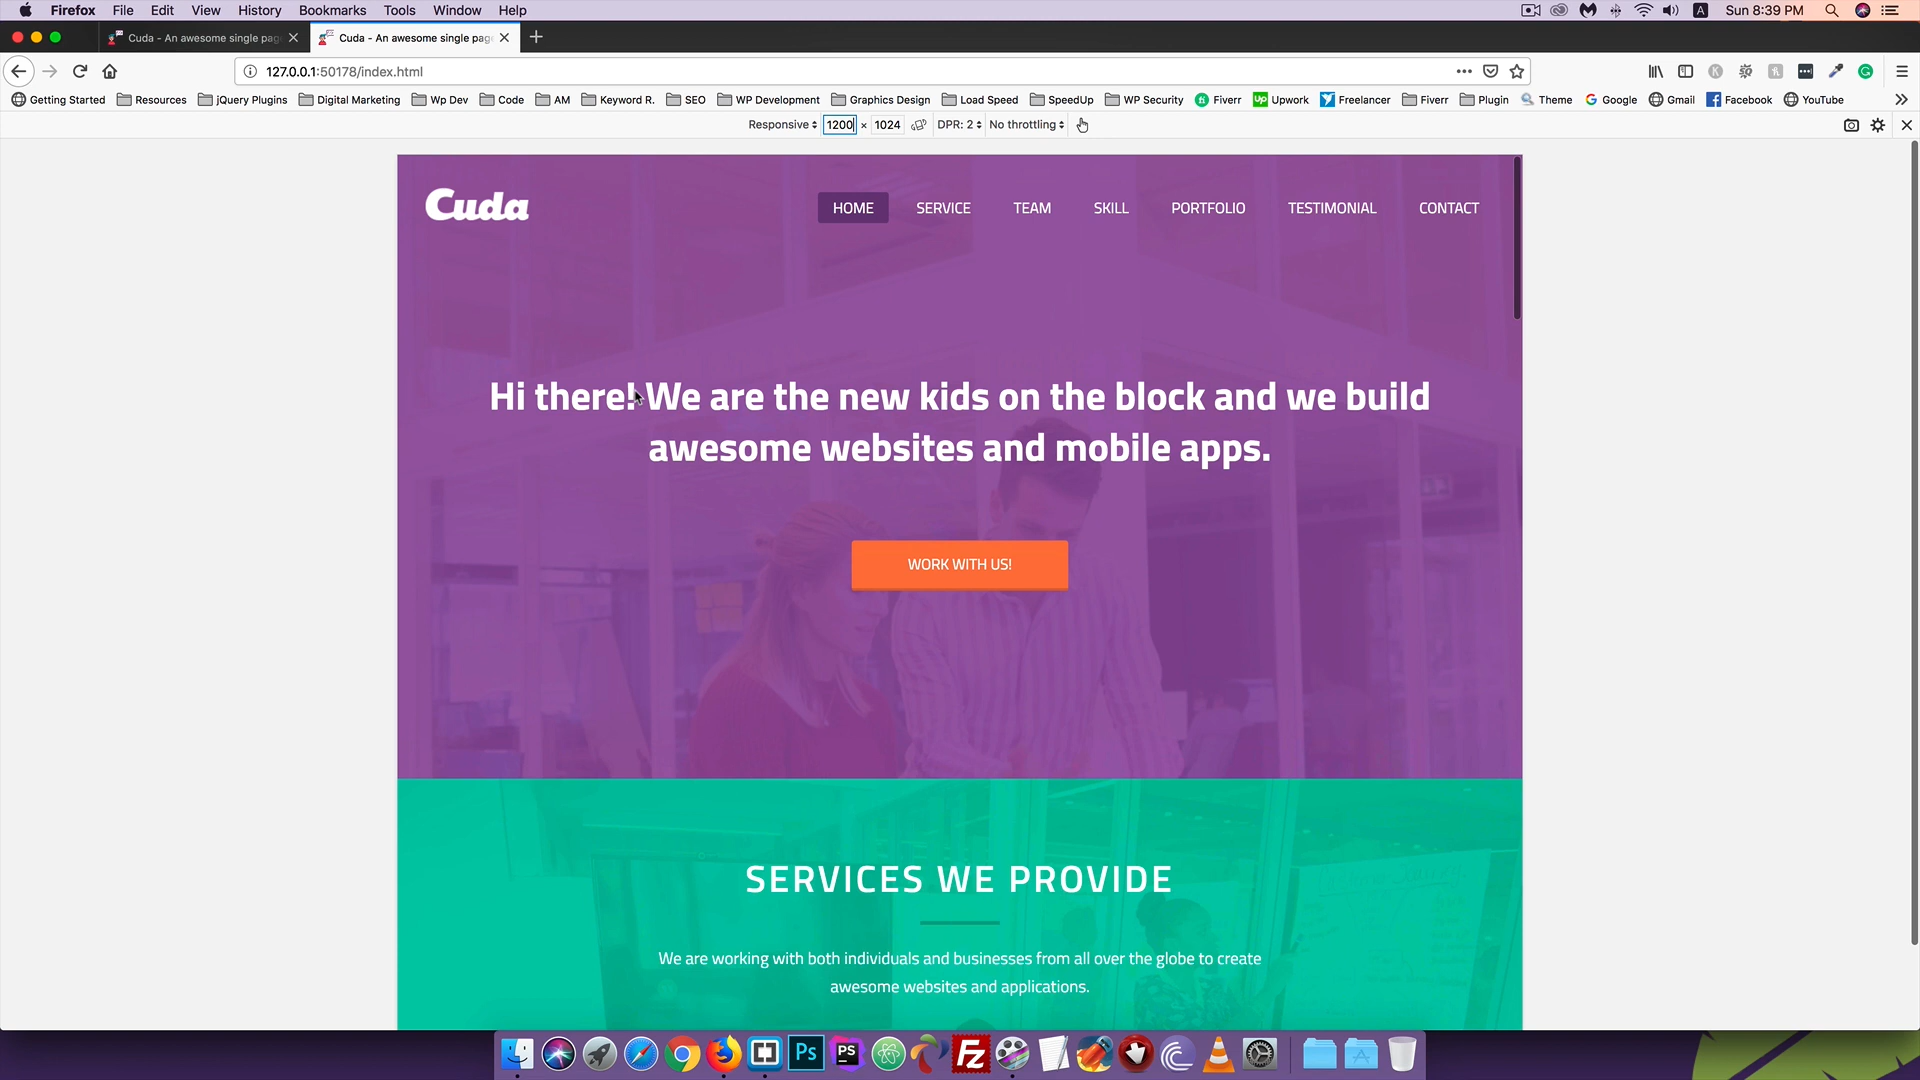 Firefox File Edit View History Bookmarks Tools Window Help A Sun 8:39 PM
Cuda - An awesome single pag Cuda - An awesome single pag
127.0.0.1:50178/index.html
Getting Started Resources jQuery Plugins Digital Marketing Wp Dev Code AM Keyword R. SEO WP Development Graphics Design Load Speed SpeedUp WP Security Fiverr Upwork Freelancer Fiverr Plugin Theme Google Gmail Facebook YouTube
Responsive 1200 × 1024 DPR: 2 No throttling
Cuda HOME SERVICE TEAM SKILL PORTFOLIO TESTIMONIAL CONTACT
Hi there! We are the new kids on the block and we build
awesome websites and mobile apps.
WORK WITH US!
SERVICES WE PROVIDE
We are working with both individuals and businesses from all over the globe to create
awesome websites and applications.
Ps PS Fz